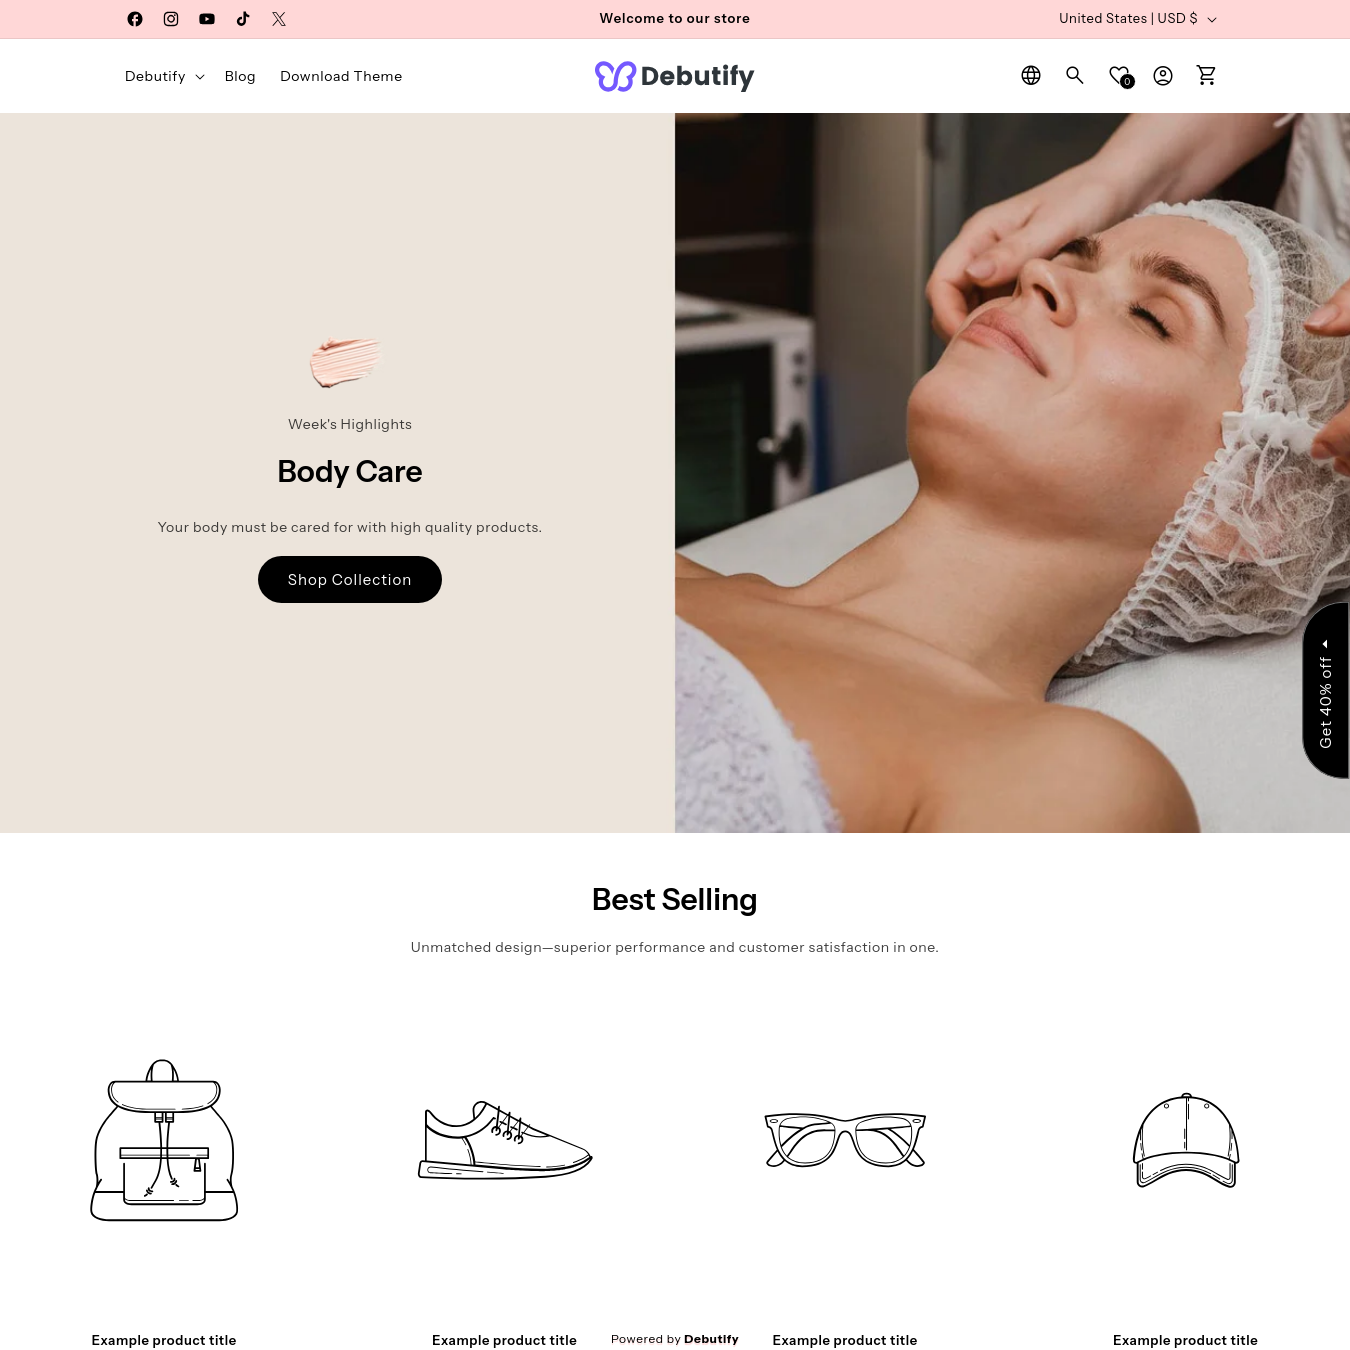 Welcome to our store
United States | USD $
Debutify
Blog
Download Theme
Debutify
0
Week's Highlights
Body Care
Your body must be cared for with high quality products.
Shop Collection
Get 40% off
Best Selling
Unmatched design—superior performance and customer satisfaction in one.
Example product title
Example product title
Powered by Debutify
Example product title
Example product title